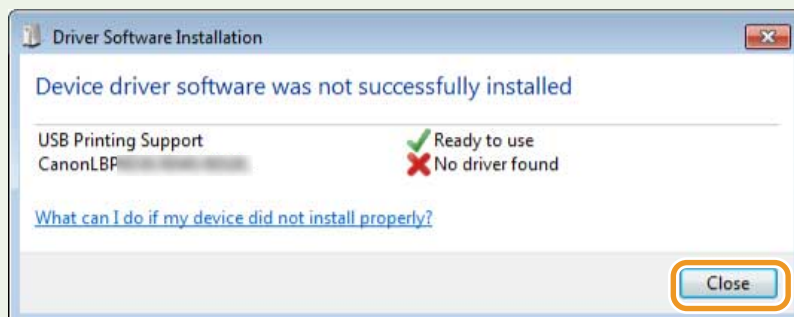 Driver Software Installation
Device driver software was not successfully installed
USB Printing Support Ready to use
CanonLBP No driver found
What can I do if my device did not install properly?
Close